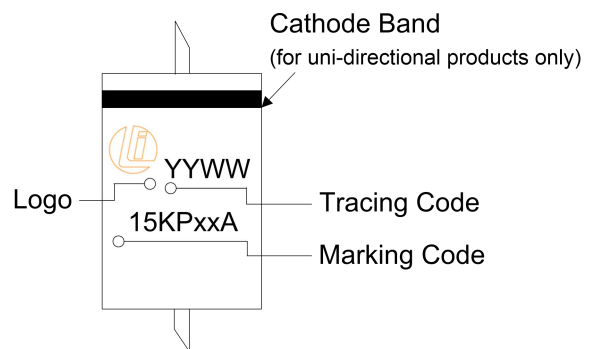 Cathode Band
(for uni-directional products only)
YYWW
Logo
Tracing Code
15KPxxA
Marking Code